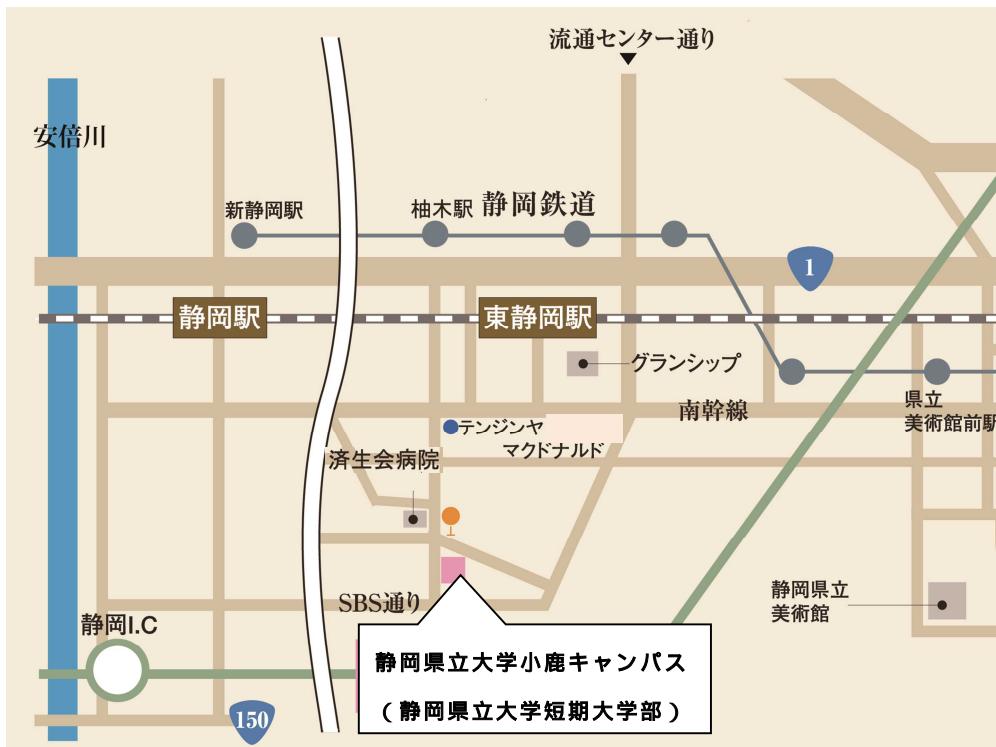 流通センター通り
安倍川
新静岡駅
柚木駅
静岡鉄道
1
静岡駅
東静岡駅
グランシップ
南幹線
県立
美術館前駅
テンジンヤ
マクドナルド
済生会病院
静岡県立
美術館
SBS通り
静岡I.C
静岡県立大学小鹿キャンパス
(静岡県立大学短期大学部)
150